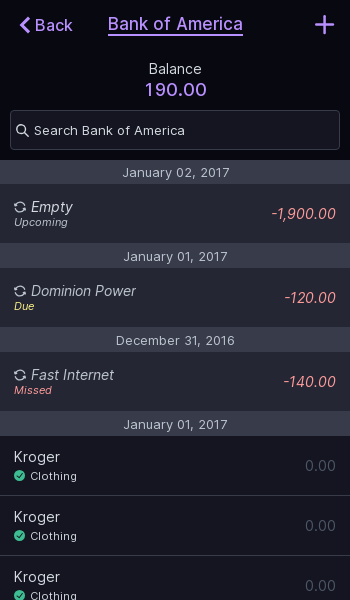 Back
Bank of America
Balance
190.00
Search Bank of America
January 02, 2017
Empty
Upcoming
-1,900.00
January 01, 2017
Dominion Power
Due
-120.00
December 31, 2016
Fast Internet
Missed
-140.00
January 01, 2017
Kroger
Clothing
0.00
Kroger
Clothing
0.00
Kroger
Clothing
0.00